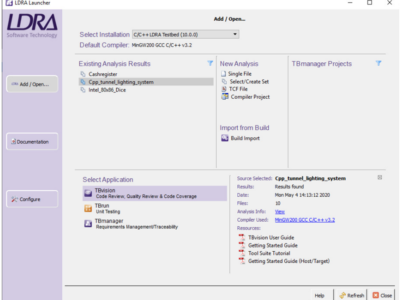 LDRA Launcher
LDRA
Software Technology
Add / Open...
Select Installation
C/C++ LDRA Testbed (10.0.0)
Default Compiler: MinGW200 GCC C/C++ v3.2
Existing Analysis Results
Cashregister
Cpp_tunnel_lighting_system
Intel_80x86_Dice
New Analysis
Single File
Select/Create Set
TCF File
Compiler Project
Import from Build
Build Import
TBmanager Projects
Add / Open...
Documentation
Configure
Select Application
TBvision
Code Review, Quality Review & Code Coverage
TBrun
Unit Testing
TBmanager
Requirements Management/Traceability
Source Selected: Cpp_tunnel_lighting_system
Results: Results found
Date: Mon May 4 14:13:12 2020
Files: 10
Analysis Info: View
Compiler Used: MinGW200 GCC C/C++ v3.2
Resources:
TBvision User Guide
Getting Started Guide
Tool Suite Tutorial
Getting Started Guide (Host/Target)
Help
Refresh
Close